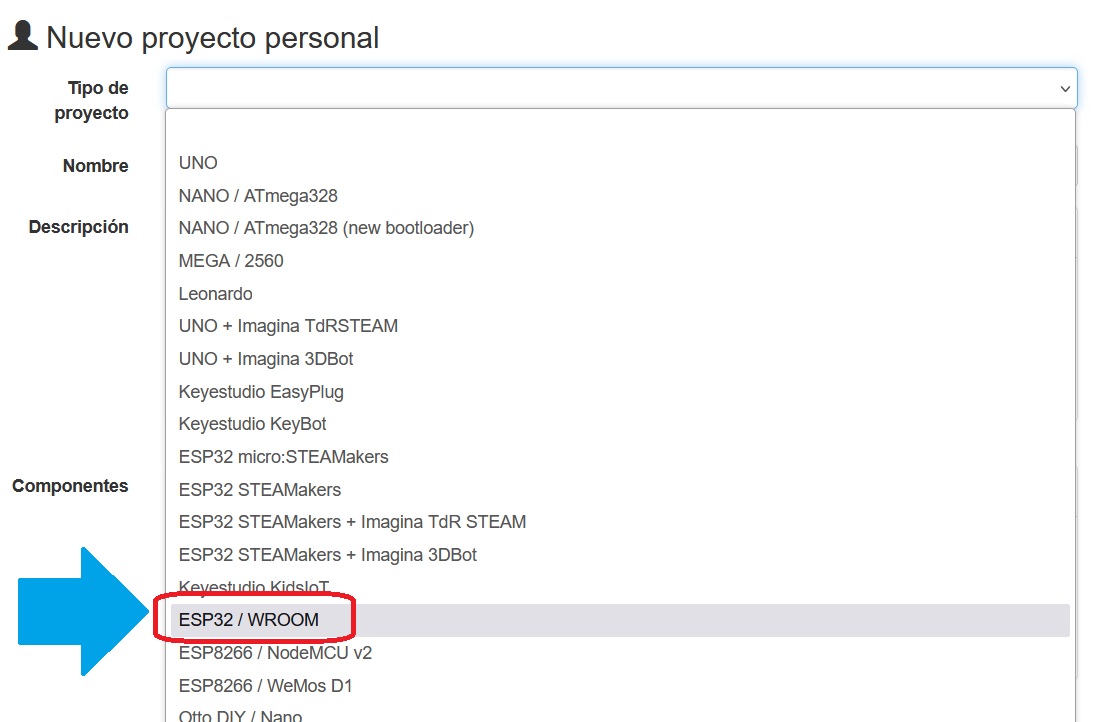 Nuevo proyecto personal
Tipo de
proyecto
Nombre
Descripción
Componentes
UNO
NANO / ATmega328
NANO / ATmega328 (new bootloader)
MEGA / 2560
Leonardo
UNO + Imagina TdRSTEAM
UNO + Imagina 3DBot
Keyestudio EasyPlug
Keyestudio KeyBot
ESP32 micro:STEAMakers
ESP32 STEAMakers
ESP32 STEAMakers + Imagina TdR STEAM
ESP32 STEAMakers + Imagina 3DBot
Keyestudio KidsIoT
ESP32 / WROOM
ESP8266 / NodeMCU v2
ESP8266 / WeMos D1
Otto DIY / Nano